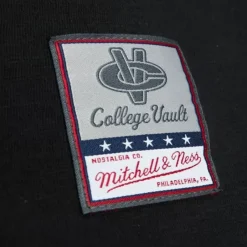 CV
College Vault
NOSTALGIA CO.
Mitchell & Ness
PHILADELPHIA, PA.